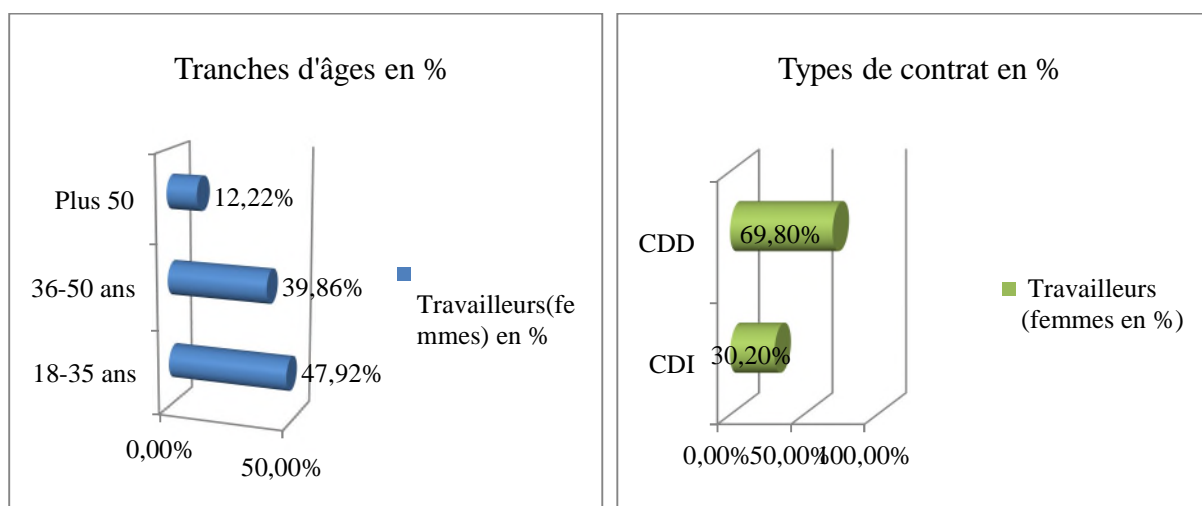 Tranches d'âges en %
Plus 50
12,22%
36-50 ans
39,86%
18-35 ans
47,92%
0,00%
50,00%
Travailleurs(fe
mmes) en %
Types de contrat en %
CDD
69,80%
CDI
30,20%
0,00%
50,00%
100,00%
Travailleurs
(femmes en %)